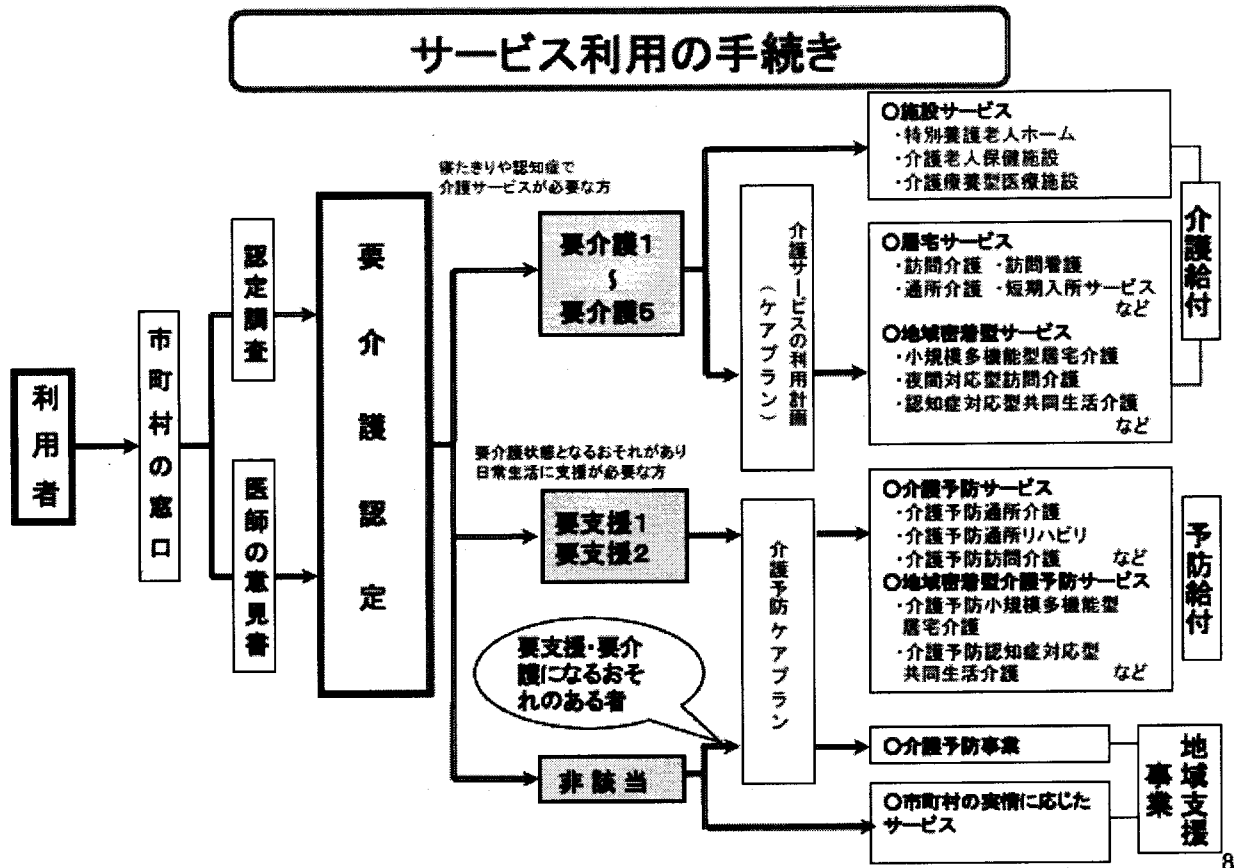 サービス利用の手続き
利用者
市町村の窓口
認定調査
医師の意見書
要介護認定
寝たきりや認知症で
介護サービスが必要な方
要介護1
〜
要介護5
要介護状態となるおそれがあり
日常生活に支援が必要な方
要支援1
要支援2
要支援・要介
護になるおそ
れのある者
非該当
介護サービスの利用計画
(ケアプラン)
介護予防ケアプラン
○施設サービス
・特別養護老人ホーム
・介護老人保健施設
・介護療養型医療施設
○居宅サービス
・訪問介護 ・訪問看護
・通所介護 ・短期入所サービス
など
○地域密着型サービス
・小規模多機能型居宅介護
・夜間対応型訪問介護
・認知症対応型共同生活介護
など
介護給付
○介護予防サービス
・介護予防通所介護
・介護予防通所リハビリ
・介護予防訪問介護 など
○地域密着型介護予防サービス
・介護予防小規模多機能型
居宅介護
・介護予防認知症対応型
共同生活介護 など
予防給付
○介護予防事業
○市町村の実情に応じた
サービス
地域支援
事業
8